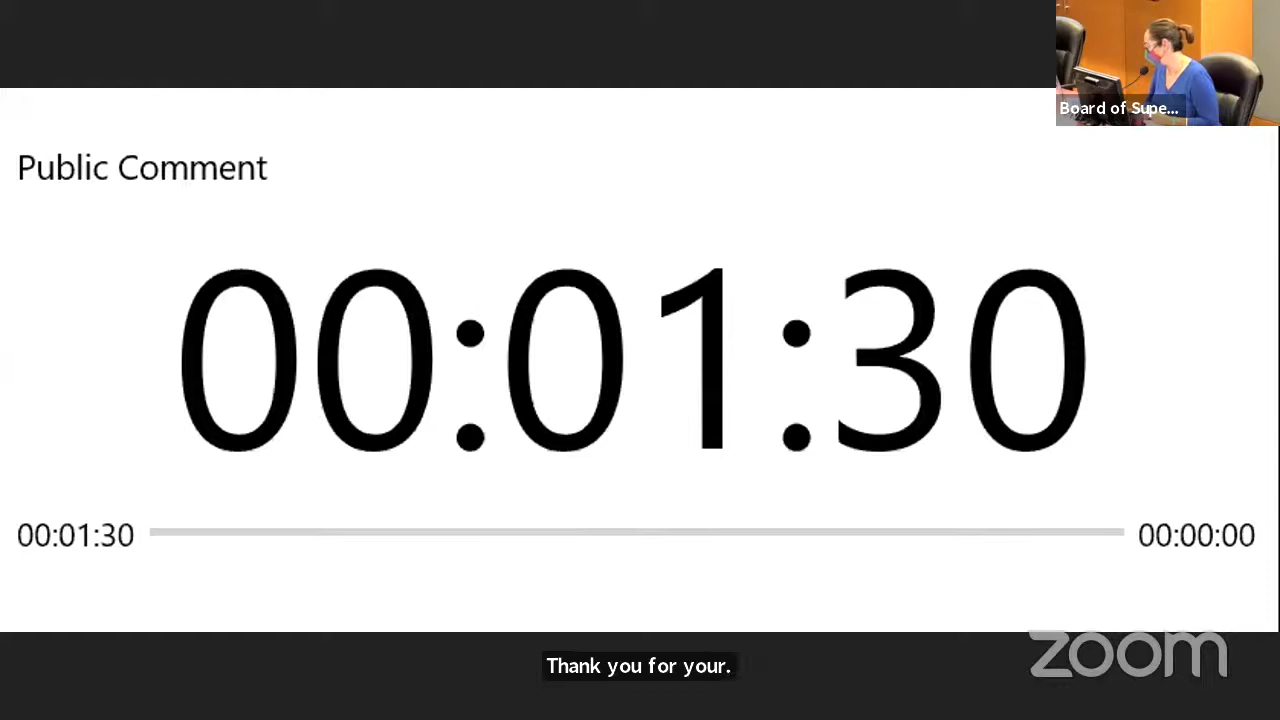 Board of Supe...
Public Comment
00:01:30
00:01:30
00:00:00
zoom
Thank you for your.